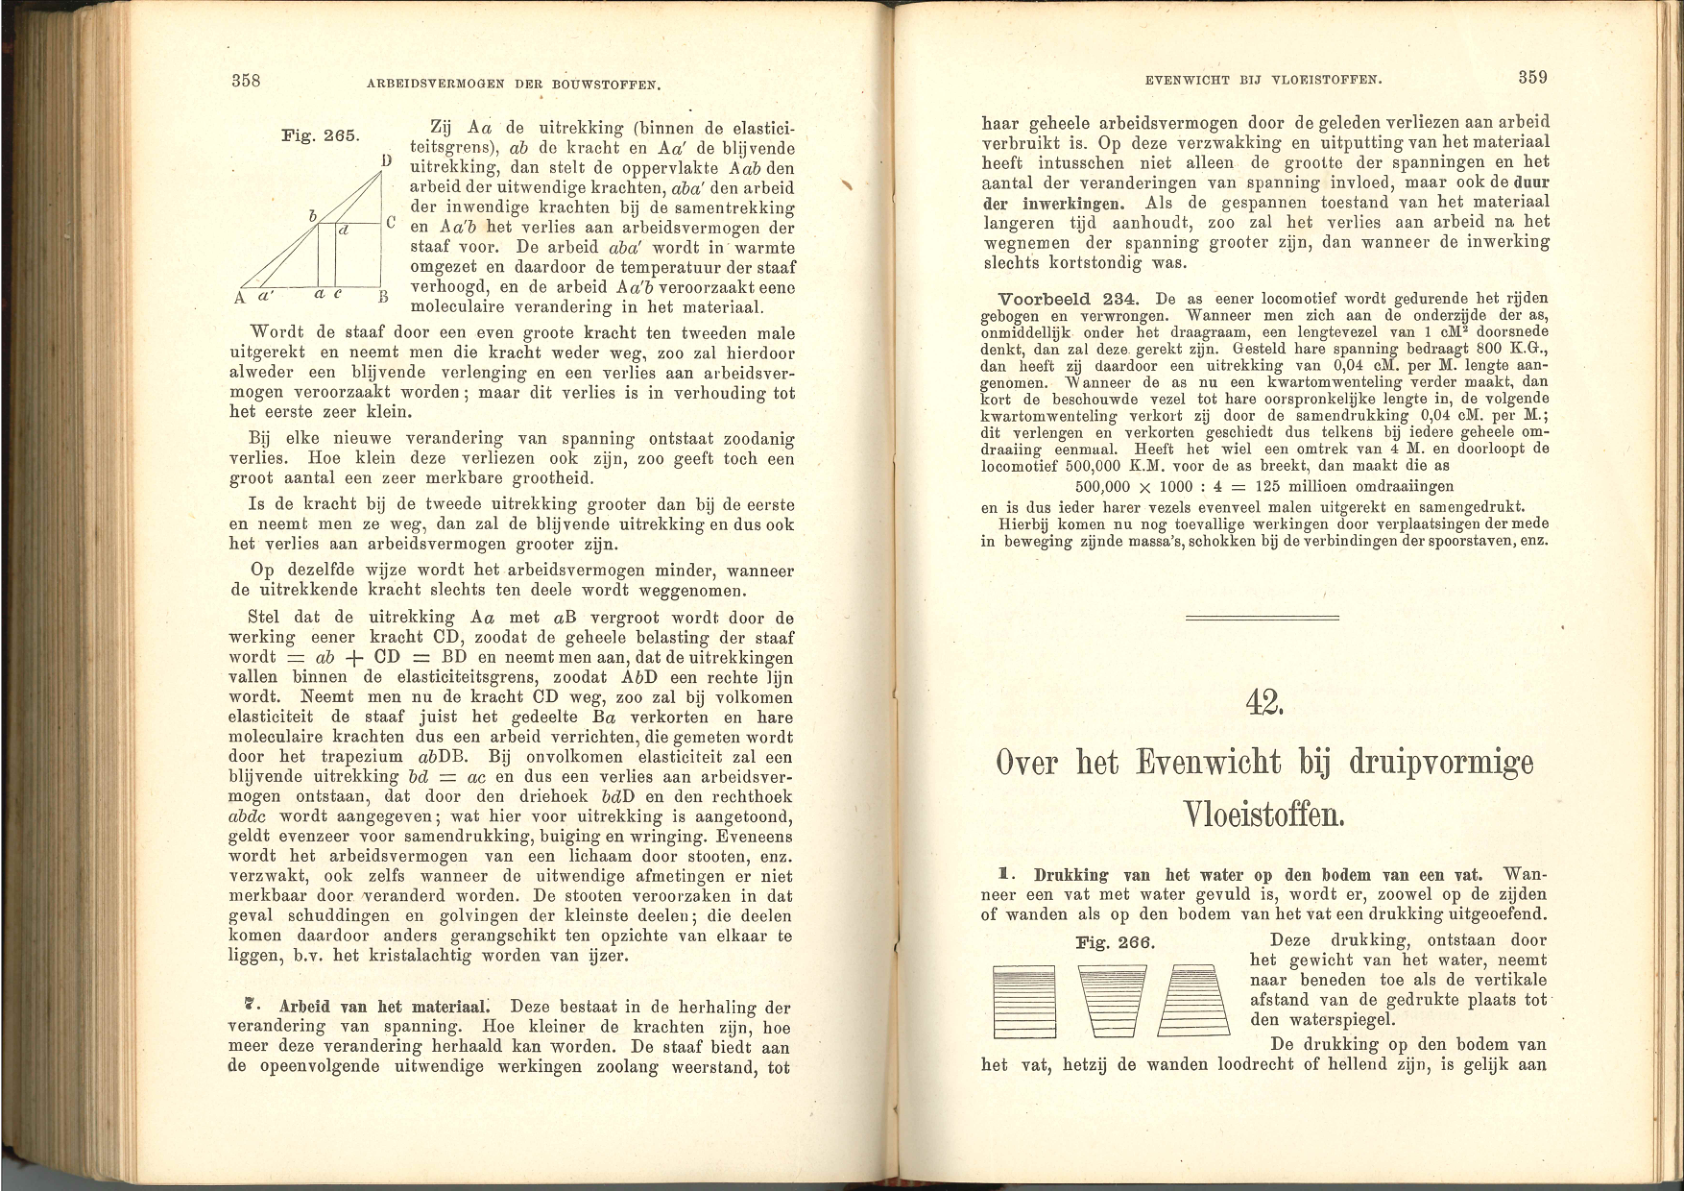 358
ARBEIDSVERMOGEN DER BOUWSTOFFEN.
Fig. 265.
D
b
d
C
A
a'
a
c
B
Zij Aa de uitrekking (binnen de elastici-
teitsgrens), ab de kracht en Aa' de blijvende
uitrekking, dan stelt de oppervlakte Aab den
arbeid der uitwendige krachten, aba' den arbeid
der inwendige krachten bij de samentrekking
en Aa'b het verlies aan arbeidsvermogen der
staaf voor. De arbeid aba' wordt in warmte
omgezet en daardoor de temperatuur der staaf
verhoogd, en de arbeid Aa'b veroorzaakt eene
moleculaire verandering in het materiaal.
Wordt de staaf door een even groote kracht ten tweeden male
uitgerekt en neemt men die kracht weder weg, zoo zal hierdoor
alweder een blijvende verlenging en een verlies aan arbeidsver-
mogen veroorzaakt worden; maar dit verlies is in verhouding tot
het eerste zeer klein.
Bij elke nieuwe verandering van spanning ontstaat zoodanig
verlies. Hoe klein deze verliezen ook zijn, zoo geeft toch een
groot aantal een zeer merkbare grootheid.
Is de kracht bij de tweede uitrekking grooter dan bij de eerste
en neemt men ze weg, dan zal de blijvende uitrekking en dus ook
het verlies aan arbeidsvermogen grooter zijn.
Op dezelfde wijze wordt het arbeidsvermogen minder, wanneer
de uitrekkende kracht slechts ten deele wordt weggenomen.
Stel dat de uitrekking Aa met aB vergroot wordt door de
werking eener kracht CD, zoodat de geheele belasting der staaf
wordt = ab + CD = BD en neemt men aan, dat de uitrekkingen
vallen binnen de elasticiteitsgrens, zoodat AbD een rechte lijn
wordt. Neemt men nu de kracht CD weg, zoo zal bij volkomen
elasticiteit de staaf juist het gedeelte Ba verkorten en hare
moleculaire krachten dus een arbeid verrichten, die gemeten wordt
door het trapezium abDB. Bij onvolkomen elasticiteit zal een
blijvende uitrekking bd = ac en dus een verlies aan arbeidsver-
mogen ontstaan, dat door den driehoek bdD en den rechthoek
abdc wordt aangegeven; wat hier voor uitrekking is aangetoond,
geldt evenzeer voor samendrukking, buiging en wringing. Eveneens
wordt het arbeidsvermogen van een lichaam door stooten, enz.
verzwakt, ook zelfs wanneer de uitwendige afmetingen er niet
merkbaar door veranderd worden. De stooten veroorzaken in dat
geval schuddingen en golvingen der kleinste deelen; die deelen
komen daardoor anders gerangschikt ten opzichte van elkaar te
liggen, b.v. het kristalachtig worden van ijzer.
7. Arbeid van het materiaal. Deze bestaat in de herhaling der
verandering van spanning. Hoe kleiner de krachten zijn, hoe
meer deze verandering herhaald kan worden. De staaf biedt aan
de opeenvolgende uitwendige werkingen zoolang weerstand, tot
EVENWICHT BIJ VLOEISTOFFEN.
359
haar geheele arbeidsvermogen door de geleden verliezen aan arbeid
verbruikt is. Op deze verzwakking en uitputting van het materiaal
heeft intusschen niet alleen de grootte der spanningen en het
aantal der veranderingen van spanning invloed, maar ook de duur
der inwerkingen. Als de gespannen toestand van het materiaal
langeren tijd aanhoudt, zoo zal het verlies aan arbeid na het
wegnemen der spanning grooter zijn, dan wanneer de inwerking
slechts kortstondig was.
Voorbeeld 234. De as eener locomotief wordt gedurende het rijden
gebogen en verwrongen. Wanneer men zich aan de onderzijde der as,
onmiddellijk onder het draagraam, een lengtevezel van 1 cM² doorsnede
denkt, dan zal deze gerekt zijn. Gesteld hare spanning bedraagt 800 K.G.,
dan heeft zij daardoor een uitrekking van 0,04 cM. per M. lengte aan-
genomen. Wanneer de as nu een kwartomwenteling verder maakt, dan
kort de beschouwde vezel tot hare oorspronkelijke lengte in, de volgende
kwartomwenteling verkort zij door de samendrukking 0,04 cM. per M.;
dit verlengen en verkorten geschiedt dus telkens bij iedere geheele om-
draaiing eenmaal. Heeft het wiel een omtrek van 4 M. en doorloopt de
locomotief 500,000 K.M. voor de as breekt, dan maakt die as
500,000 × 1000 : 4 = 125 millioen omdraaiingen
en is dus ieder harer vezels evenveel malen uitgerekt en samengedrukt.
Hierbij komen nu nog toevallige werkingen door verplaatsingen der mede
in beweging zijnde massa's, schokken bij de verbindingen der spoorstaven, enz.
42.
Over het Evenwicht bij druipvormige
Vloeistoffen.
1. Drukking van het water op den bodem van een vat. Wan-
neer een vat met water gevuld is, wordt er, zoowel op de zijden
of wanden als op den bodem van het vat een drukking uitgeoefend.
Fig. 266.
Deze drukking, ontstaan door
het gewicht van het water, neemt
naar beneden toe als de vertikale
afstand van de gedrukte plaats tot
den waterspiegel.
De drukking op den bodem van
het vat, hetzij de wanden loodrecht of hellend zijn, is gelijk aan